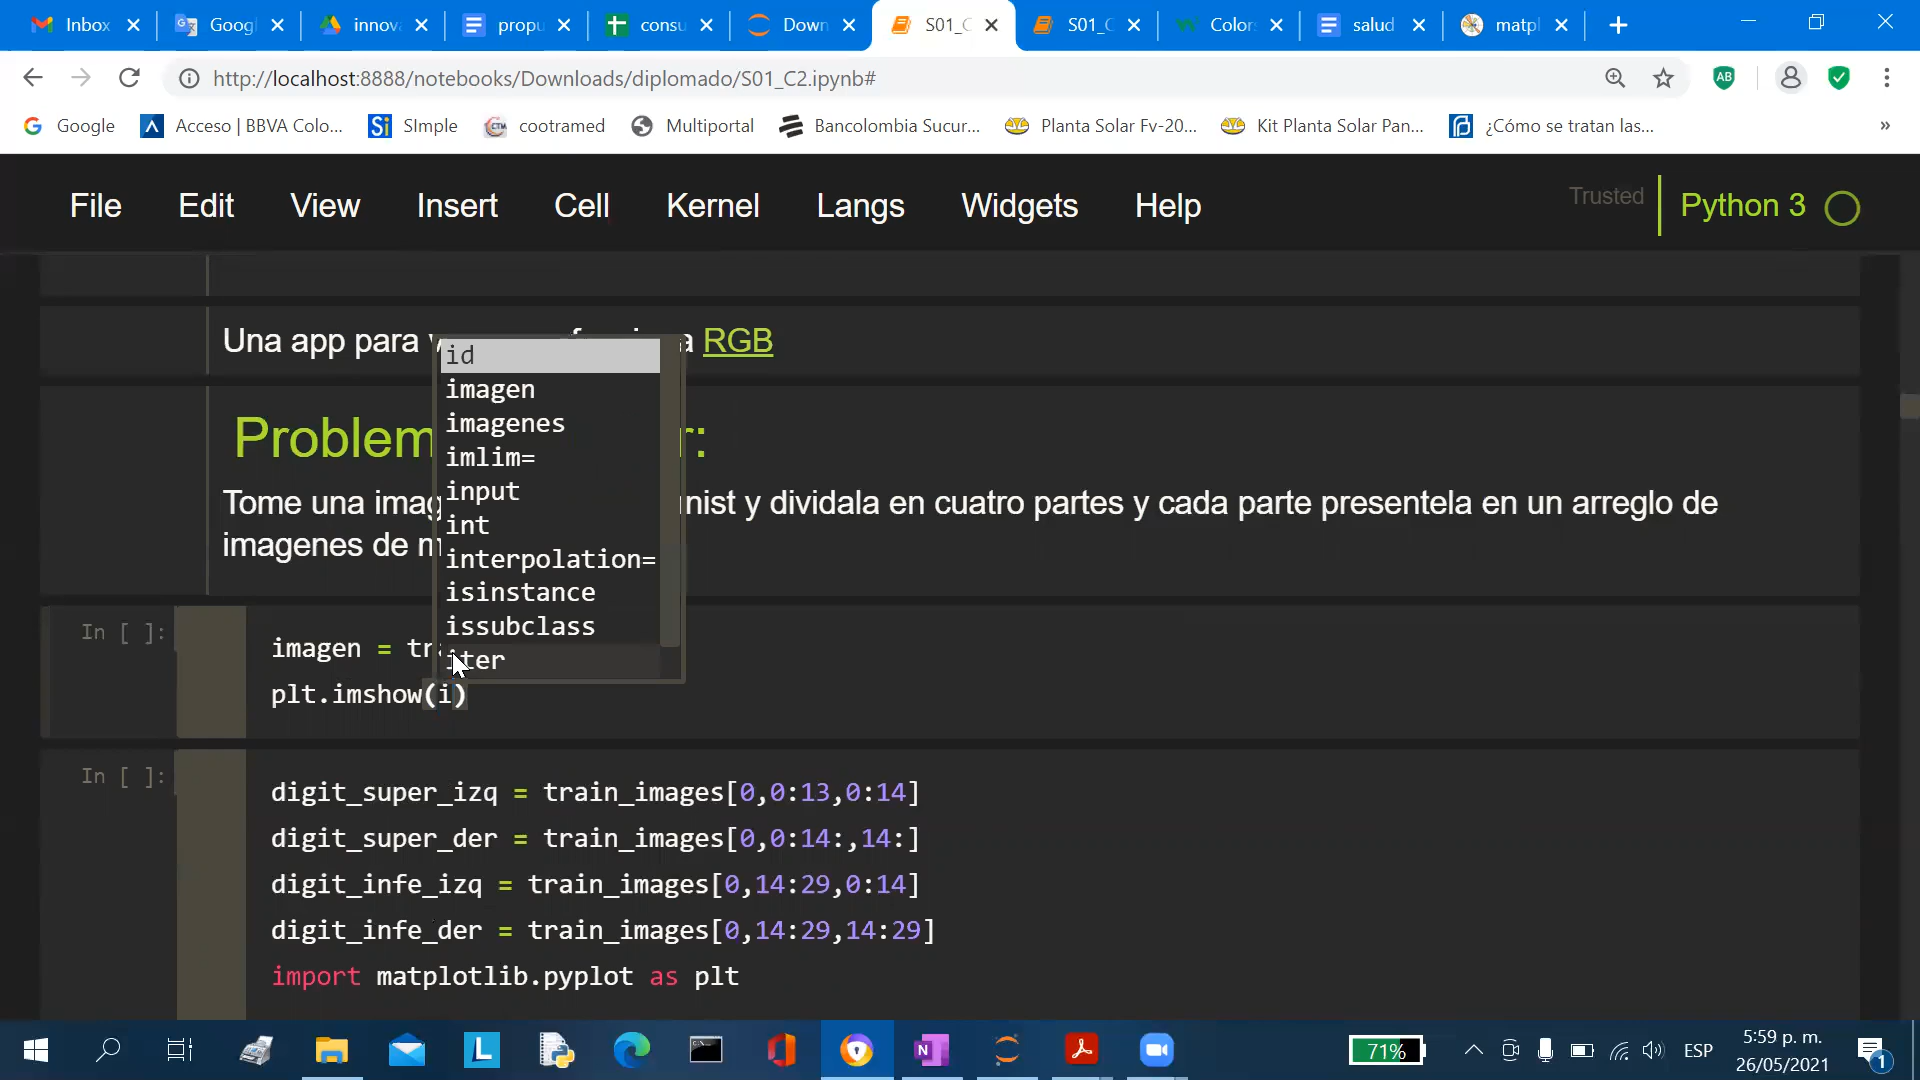 Inbox
Googl
innov
propu
consu
Down
S01_C
S01_C
Color
salud
matpl
http://localhost:8888/notebooks/Downloads/diplomado/S01_C2.ipynb#
AB
Google
Acceso | BBVA Colo...
Si SImple
cootramed
Multiportal
Bancolombia Sucur...
Planta Solar Fv-20...
Kit Planta Solar Pan...
¿Cómo se tratan las...
»
File Edit View Insert Cell Kernel Langs Widgets Help
Trusted
Python 3
Una app para RGB
id
imagen
imagenes
imlim=
input
int
interpolation=
isinstance
issubclass
iter
Problem r:
Tome una imag nist y dividala en cuatro partes y cada parte presentela en un arreglo de
imagenes de m
In [ ]:
imagen = tra
plt.imshow(i)
In [ ]:
digit_super_izq = train_images[0,0:13,0:14]
digit_super_der = train_images[0,0:14:,14:]
digit_infe_izq = train_images[0,14:29,0:14]
digit_infe_der = train_images[0,14:29,14:29]
import matplotlib.pyplot as plt
71%
ESP
5:59 p. m.
26/05/2021
1